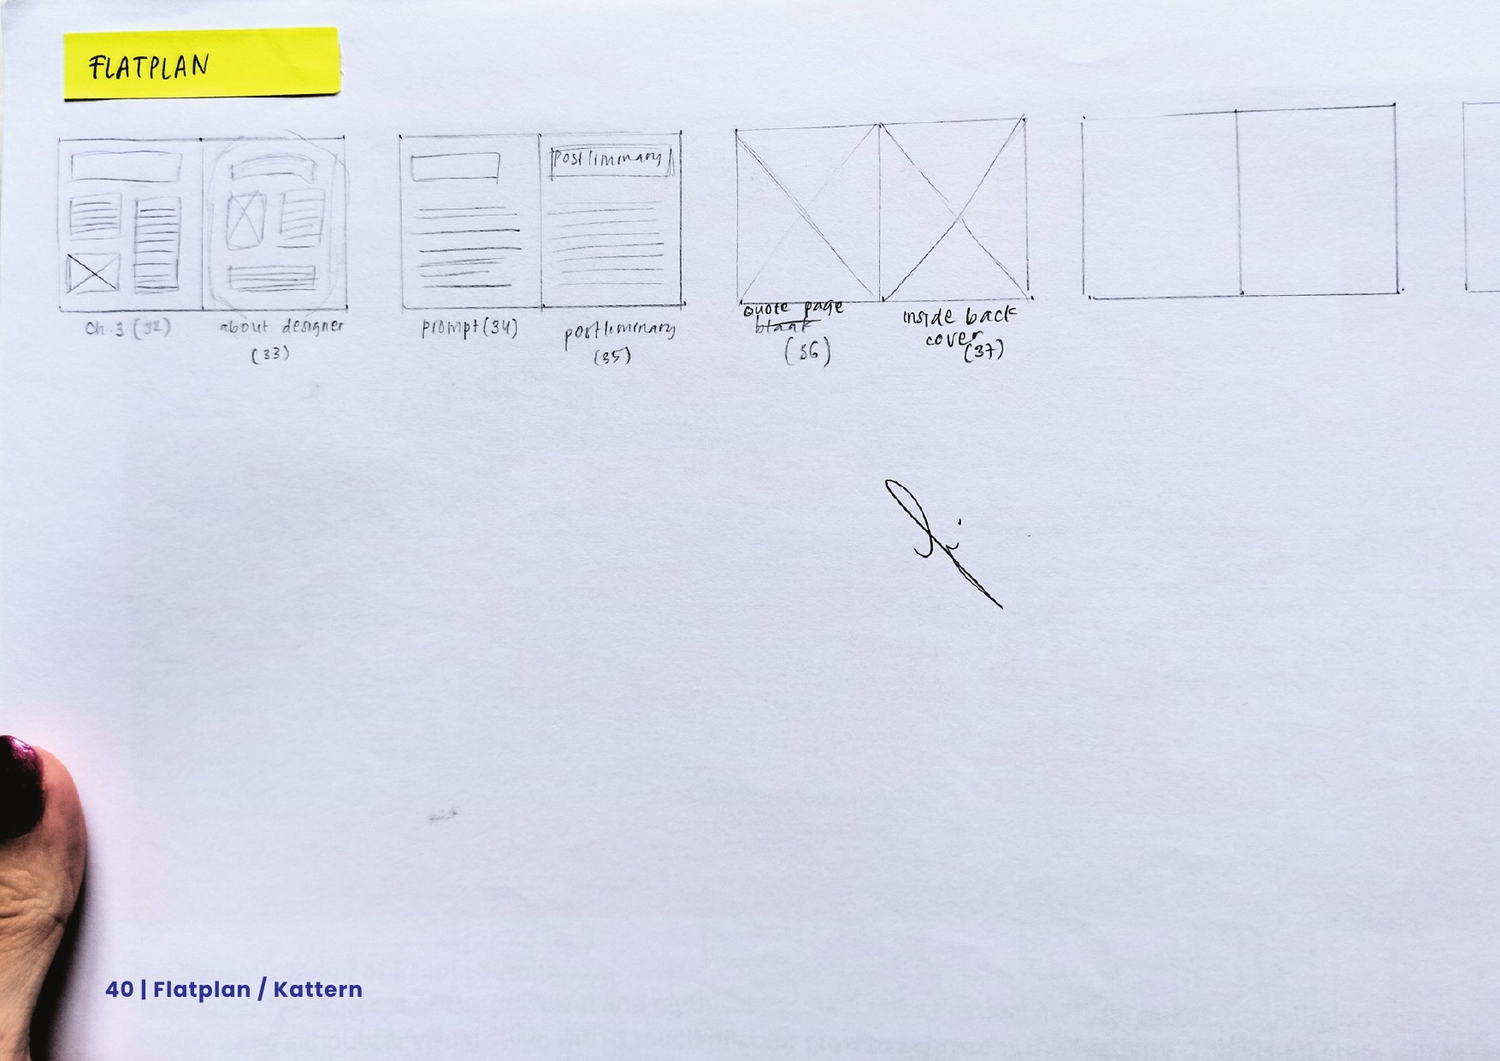 FLATPLAN
Postliminary
Ch.3 (32)
about designer
(33)
prompt (34)
postliminary
(35)
Quote page
blank
(36)
inside back
cover
(37)
40 | Flatplan / Kattern